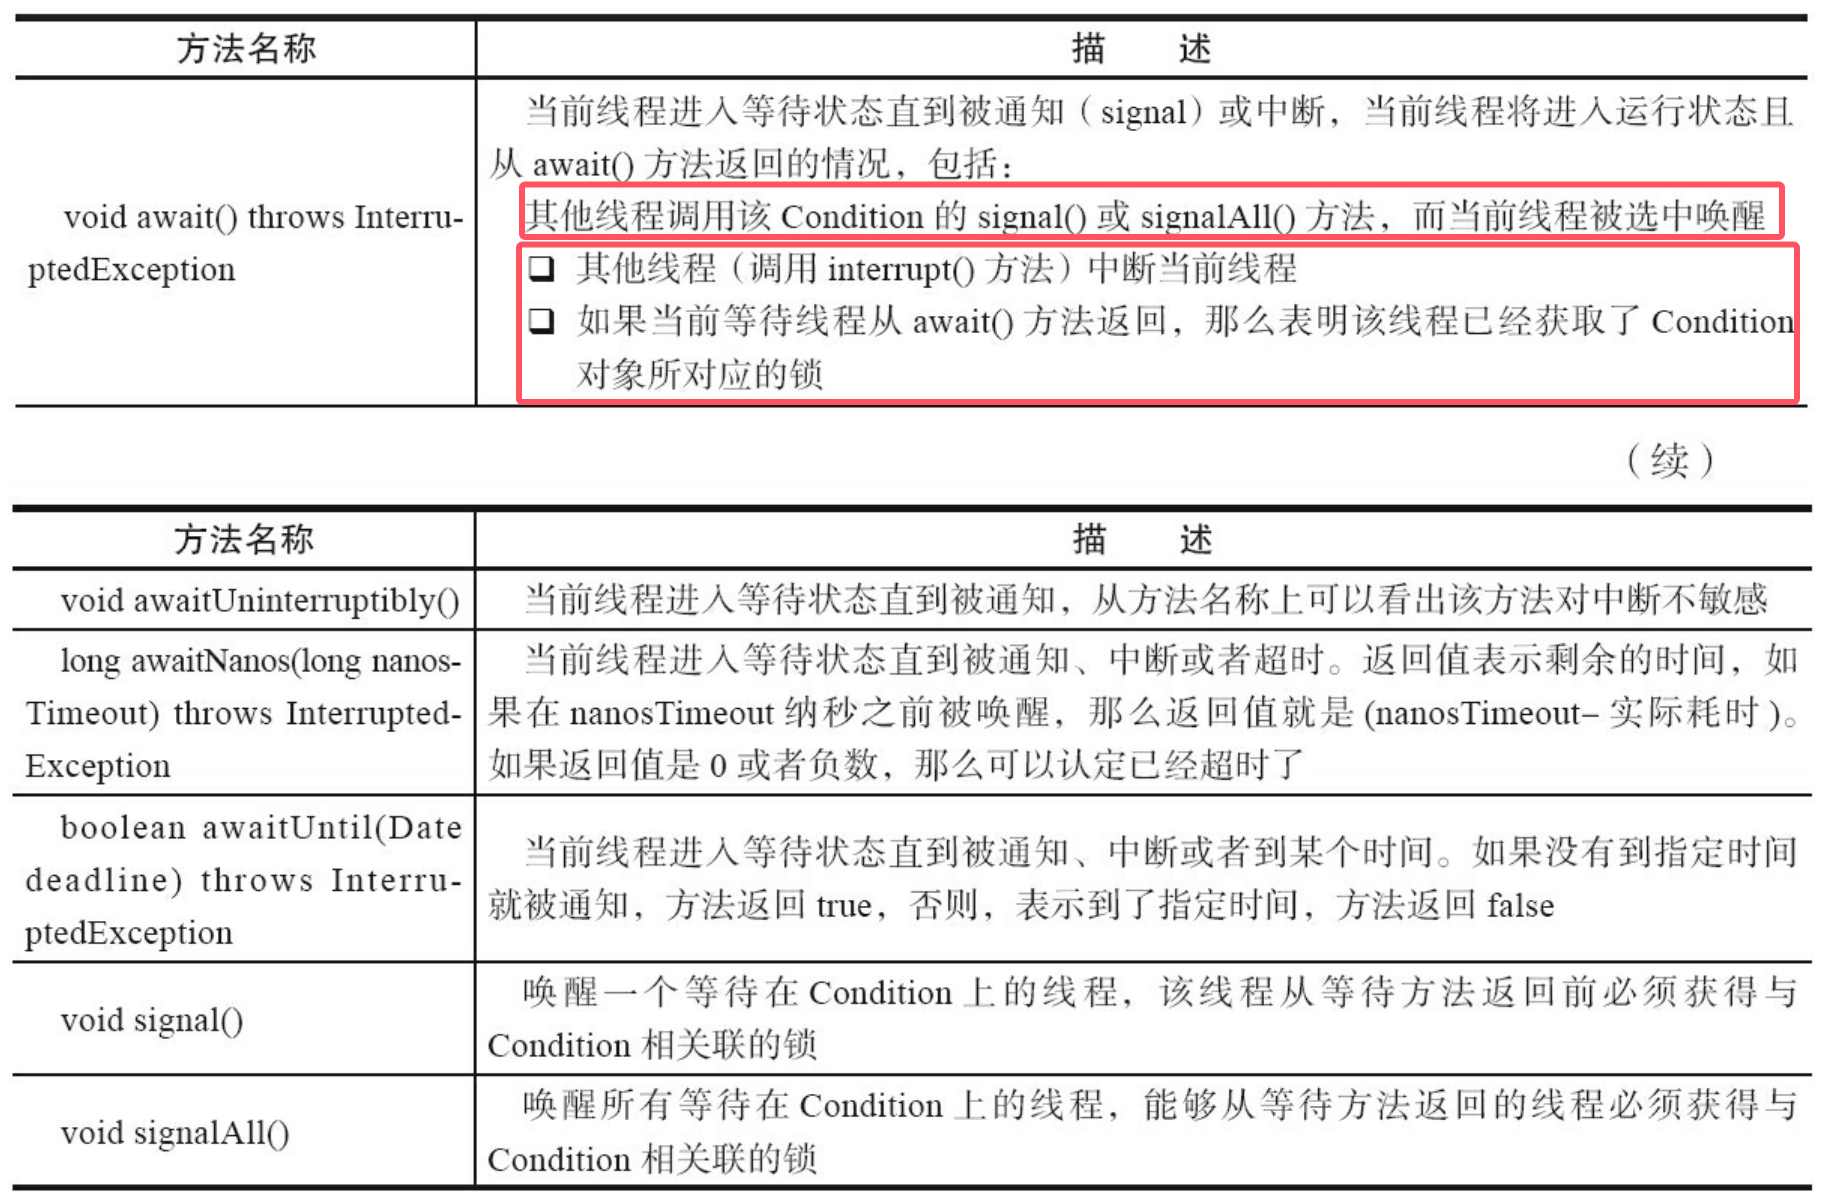 方法名称
描 述
void await() throws Interru-
ptedException
当前线程进入等待状态直到被通知（signal）或中断，当前线程将进入运行状态且
从 await() 方法返回的情况，包括：
其他线程调用该 Condition 的 signal() 或 signalAll() 方法，而当前线程被选中唤醒
❑ 其他线程（调用 interrupt() 方法）中断当前线程
❑ 如果当前等待线程从 await() 方法返回，那么表明该线程已经获取了 Condition
对象所对应的锁
（续）
方法名称
描 述
void awaitUninterruptibly()
当前线程进入等待状态直到被通知，从方法名称上可以看出该方法对中断不敏感
long awaitNanos(long nanos-
Timeout) throws Interrupted-
Exception
当前线程进入等待状态直到被通知、中断或者超时。返回值表示剩余的时间，如
果在 nanosTimeout 纳秒之前被唤醒，那么返回值就是 (nanosTimeout– 实际耗时 )。
如果返回值是 0 或者负数，那么可以认定已经超时了
boolean awaitUntil(Date
deadline) throws Interru-
ptedException
当前线程进入等待状态直到被通知、中断或者到某个时间。如果没有到指定时间
就被通知，方法返回 true，否则，表示到了指定时间，方法返回 false
void signal()
唤醒一个等待在 Condition 上的线程，该线程从等待方法返回前必须获得与
Condition 相关联的锁
void signalAll()
唤醒所有等待在 Condition 上的线程，能够从等待方法返回的线程必须获得与
Condition 相关联的锁